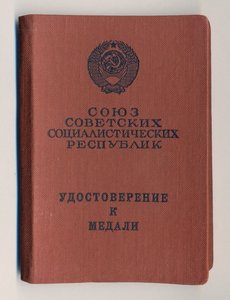 СОЮЗ
СОВЕТСКИХ
СОЦИАЛИСТИЧЕСКИХ
РЕСПУБЛИК
УДОСТОВЕРЕНИЕ
К
МЕДАЛИ